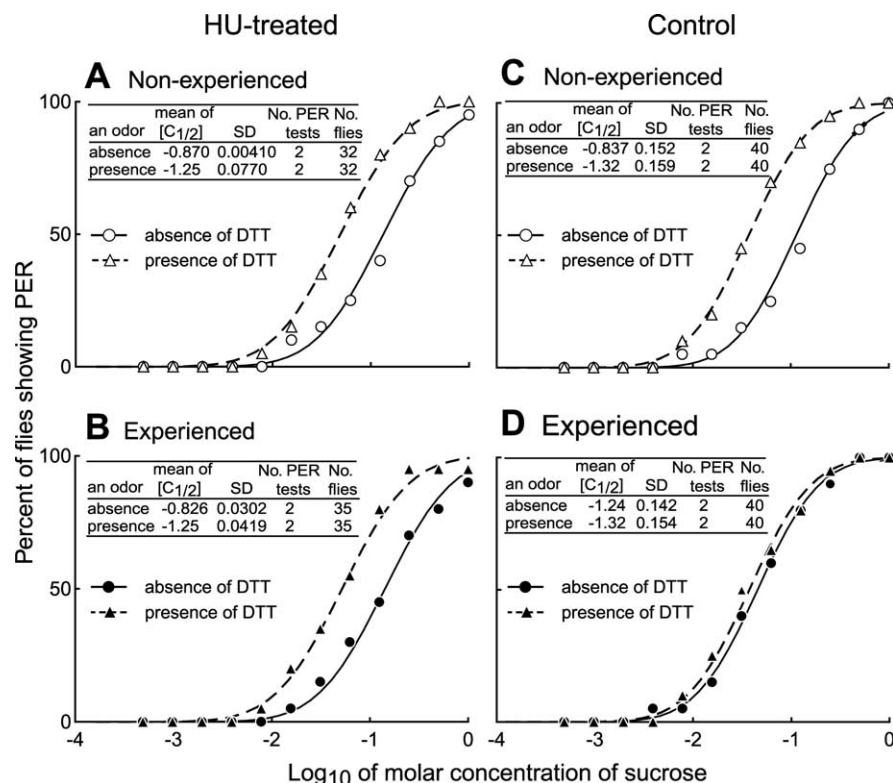 HU-treated
Control
A Non-experienced
an odor mean of [C1/2] SD No. PER tests No. flies
absence -0.870 0.00410 2 32
presence -1.25 0.0770 2 32
absence of DTT
presence of DTT
C Non-experienced
an odor mean of [C1/2] SD No. PER tests No. flies
absence -0.837 0.152 2 40
presence -1.32 0.159 2 40
absence of DTT
presence of DTT
B Experienced
an odor mean of [C1/2] SD No. PER tests No. flies
absence -0.826 0.0302 2 35
presence -1.25 0.0419 2 35
absence of DTT
presence of DTT
D Experienced
an odor mean of [C1/2] SD No. PER tests No. flies
absence -1.24 0.142 2 40
presence -1.32 0.154 2 40
absence of DTT
presence of DTT
Percent of flies showing PER
100
50
0
100
50
0
-4 -3 -2 -1 0
-4 -3 -2 -1 0
Log10 of molar concentration of sucrose